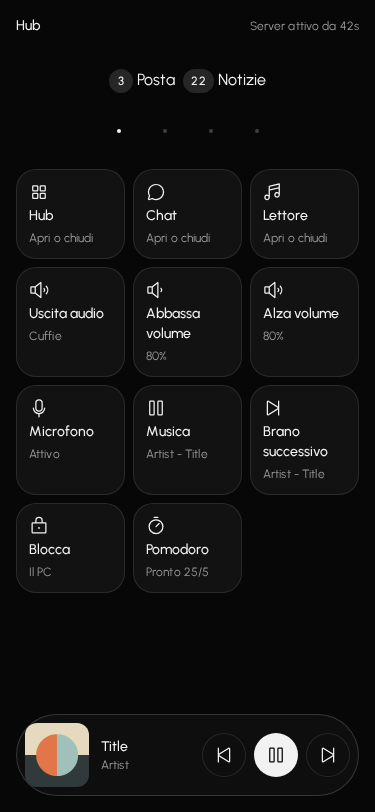 Hub
Server attivo da 42s
3 Posta 22 Notizie
Hub
Apri o chiudi
Chat
Apri o chiudi
Lettore
Apri o chiudi
Uscita audio
Cuffie
Abbassa
volume
80%
Alza volume
80%
Microfono
Attivo
Musica
Artist - Title
Brano
successivo
Artist - Title
Blocca
Il PC
Pomodoro
Pronto 25/5
Title
Artist